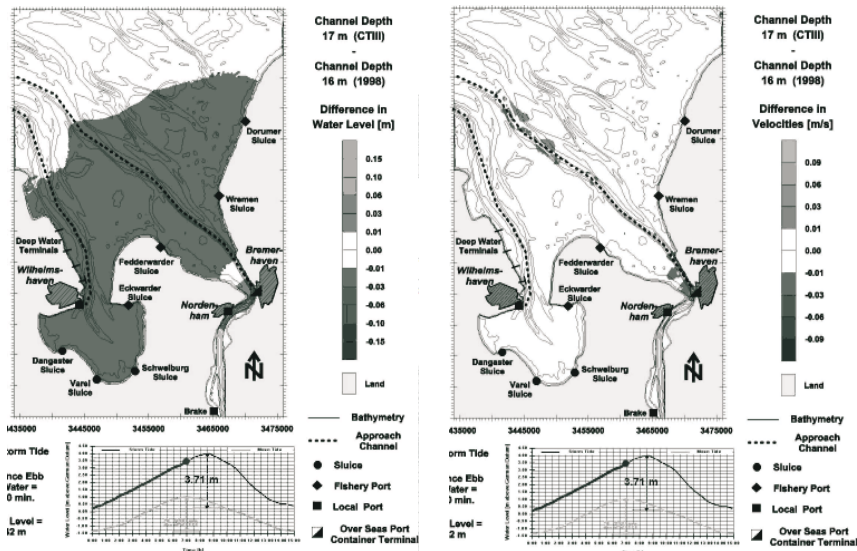 Channel Depth
17 m (CTIII)
-
Channel Depth
16 m (1998)
Difference in
Water Level [m]
0.15
0.10
0.06
0.03
0.01
0.00
-0.01
-0.03
-0.06
-0.10
-0.15
Land
Bathymetry
Approach
Channel
Sluice
Fishery Port
Local Port
Over Seas Port
Container Terminal
Dorumer
Sluice
Wremen
Sluice
Deep Water
Terminals
Wilhelms-
haven
Fedderwarder
Sluice
Bremer-
haven
Eckwarder
Sluice
Norden-
ham
Dangaster
Sluice
Varel
Sluice
Schweiburg
Sluice
N
Brake
435000 3445000 3455000 3465000 3475000
orm Tide
nce Ebb
Water =
0 min.
Level =
3.71 m
Channel Depth
17 m (CTIII)
-
Channel Depth
16 m (1998)
Difference in
Velocities [m/s]
0.09
0.06
0.03
0.01
0.00
-0.01
-0.03
-0.06
-0.09
Land
Bathymetry
Approach
Channel
Sluice
Fishery Port
Local Port
Over Seas Port
Container Terminal
Dorumer
Sluice
Wremen
Sluice
Deep Water
Terminals
Wilhelms-
haven
Fedderwarder
Sluice
Bremer-
haven
Eckwarder
Sluice
Norden-
ham
Dangaster
Sluice
Varel
Sluice
Schweiburg
Sluice
N
Brake
435000 3445000 3455000 3465000 3475000
orm Tide
nce Ebb
Water =
0 min.
Level =
2 m
3.71 m